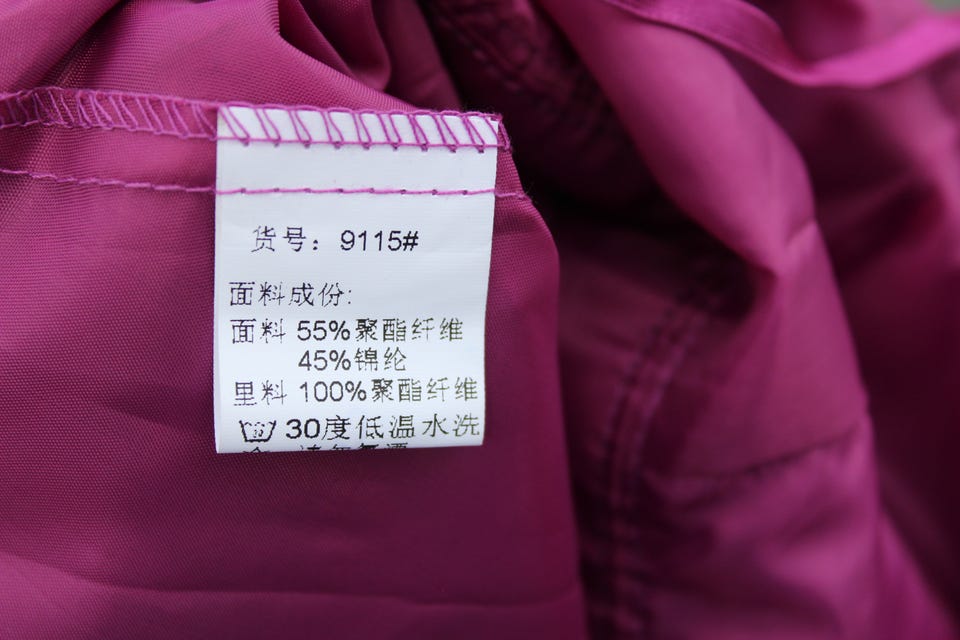 货号：9115#
面料成份:
面料 55%聚酯纤维
45%锦纶
里料 100%聚酯纤维
30 30度低温水洗